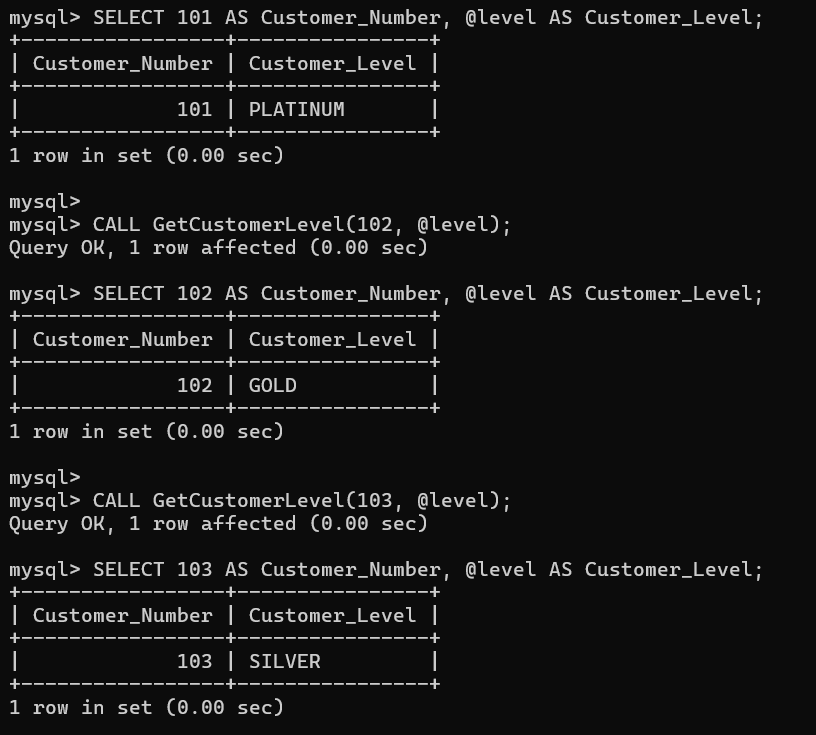 mysql> SELECT 101 AS Customer_Number, @level AS Customer_Level;
+-----------------+----------------+
| Customer_Number | Customer_Level |
+-----------------+----------------+
|             101 | PLATINUM       |
+-----------------+----------------+
1 row in set (0.00 sec)

mysql>
mysql> CALL GetCustomerLevel(102, @level);
Query OK, 1 row affected (0.00 sec)

mysql> SELECT 102 AS Customer_Number, @level AS Customer_Level;
+-----------------+----------------+
| Customer_Number | Customer_Level |
+-----------------+----------------+
|             102 | GOLD           |
+-----------------+----------------+
1 row in set (0.00 sec)

mysql>
mysql> CALL GetCustomerLevel(103, @level);
Query OK, 1 row affected (0.00 sec)

mysql> SELECT 103 AS Customer_Number, @level AS Customer_Level;
+-----------------+----------------+
| Customer_Number | Customer_Level |
+-----------------+----------------+
|             103 | SILVER         |
+-----------------+----------------+
1 row in set (0.00 sec)